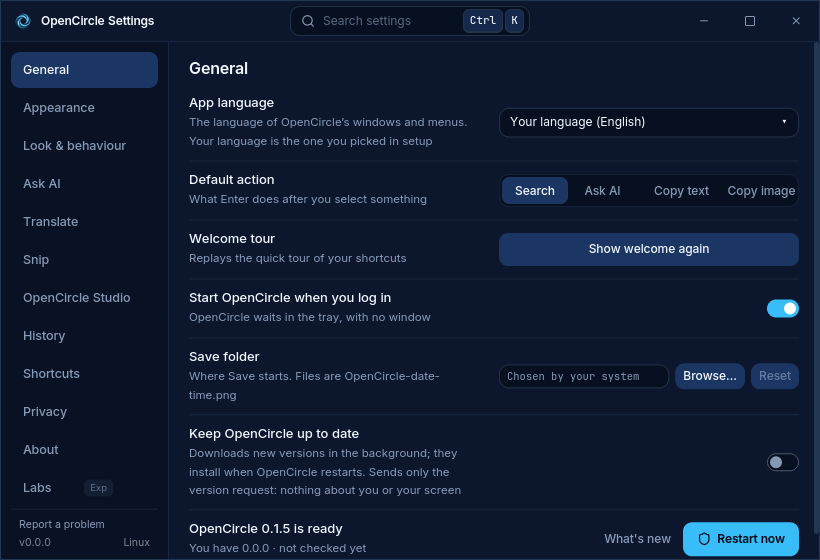 OpenCircle Settings
Search settings
Ctrl K
General
Appearance
Look & behaviour
Ask AI
Translate
Snip
OpenCircle Studio
History
Shortcuts
Privacy
About
Labs Exp
Report a problem
v0.0.0 Linux
General
App language
The language of OpenCircle's windows and menus.
Your language is the one you picked in setup
Your language (English)
Default action
What Enter does after you select something
Search Ask AI Copy text Copy image
Welcome tour
Replays the quick tour of your shortcuts
Show welcome again
Start OpenCircle when you log in
OpenCircle waits in the tray, with no window
Save folder
Where Save starts. Files are OpenCircle-date-
time.png
Chosen by your system
Browse... Reset
Keep OpenCircle up to date
Downloads new versions in the background; they
install when OpenCircle restarts. Sends only the
version request: nothing about you or your screen
OpenCircle 0.1.5 is ready
You have 0.0.0 · not checked yet
What's new Restart now